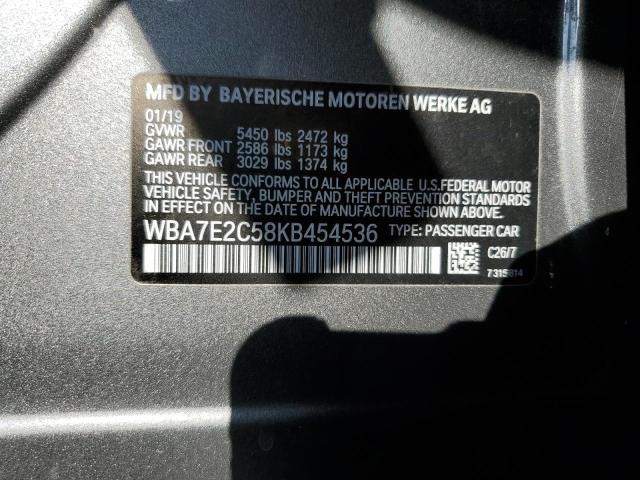 MFD BY BAYERISCHE MOTOREN WERKE AG
01/19
GVWR 5450 lbs 2472 kg
GAWR FRONT 2586 lbs 1173 kg
GAWR REAR 3029 lbs 1374 kg
THIS VEHICLE CONFORMS TO ALL APPLICABLE U.S.FEDERAL MOTOR
VEHICLE SAFETY, BUMPER AND THEFT PREVENTION STANDARDS
IN EFFECT ON THE DATE OF MANUFACTURE SHOWN ABOVE.
WBA7E2C58KB454536 TYPE: PASSENGER CAR
C26/7
7315814